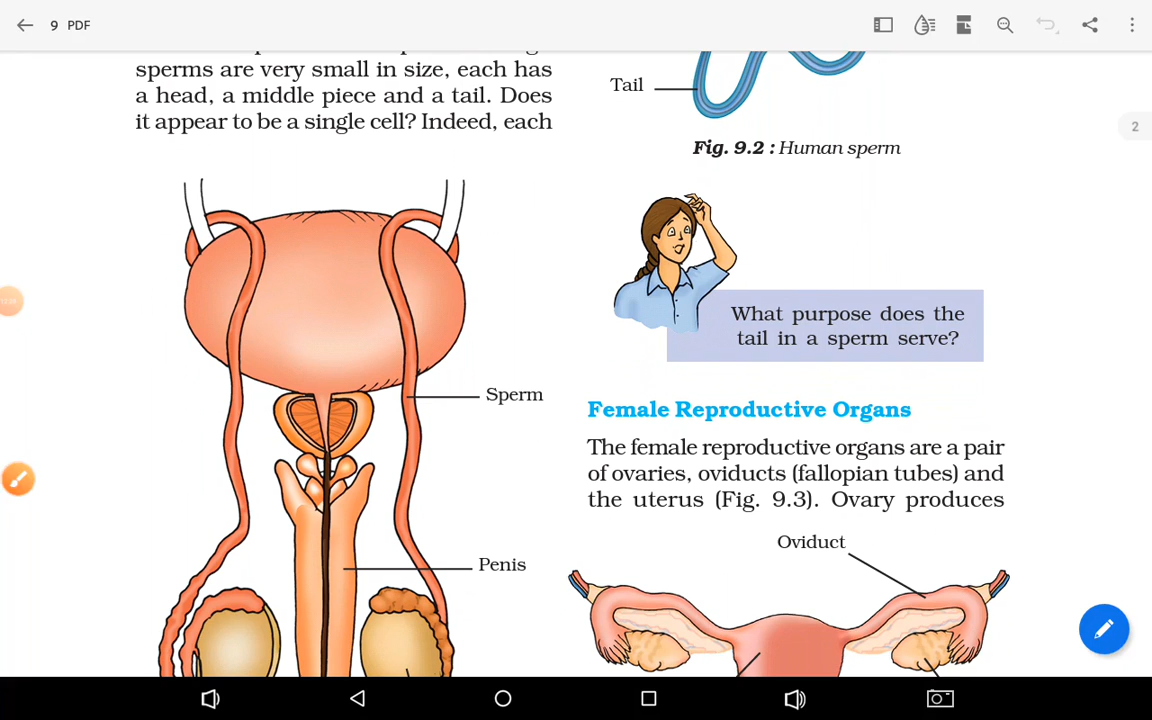 9 PDF
sperms are very small in size, each has
a head, a middle piece and a tail. Does
it appear to be a single cell? Indeed, each
Sperm
Penis
Tail
2
Fig. 9.2 : Human sperm
What purpose does the
tail in a sperm serve?
Female Reproductive Organs
The female reproductive organs are a pair
of ovaries, oviducts (fallopian tubes) and
the uterus (Fig. 9.3). Ovary produces
Oviduct